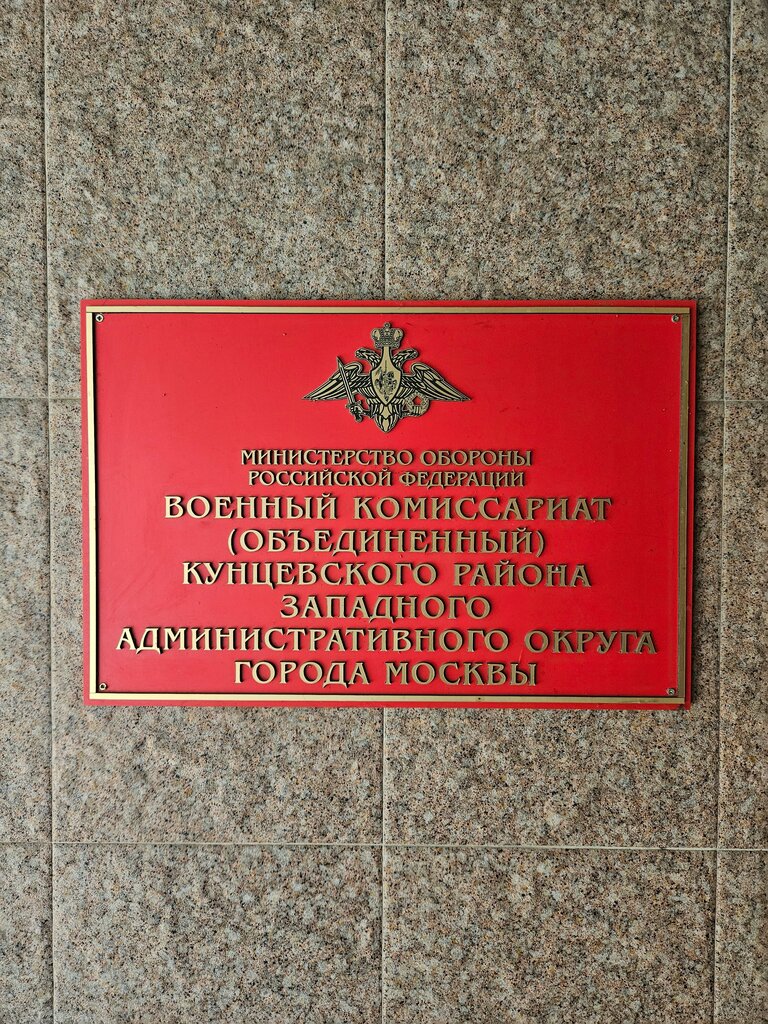 МИНИСТЕРСТВО ОБОРОНЫ
РОССИЙСКОЙ ФЕДЕРАЦИИ
ВОЕННЫЙ КОМИССАРИАТ
(ОБЪЕДИНЕННЫЙ)
КУНЦЕВСКОГО РАЙОНА
ЗАПАДНОГО
АДМИНИСТРАТИВНОГО ОКРУГА
ГОРОДА МОСКВЫ